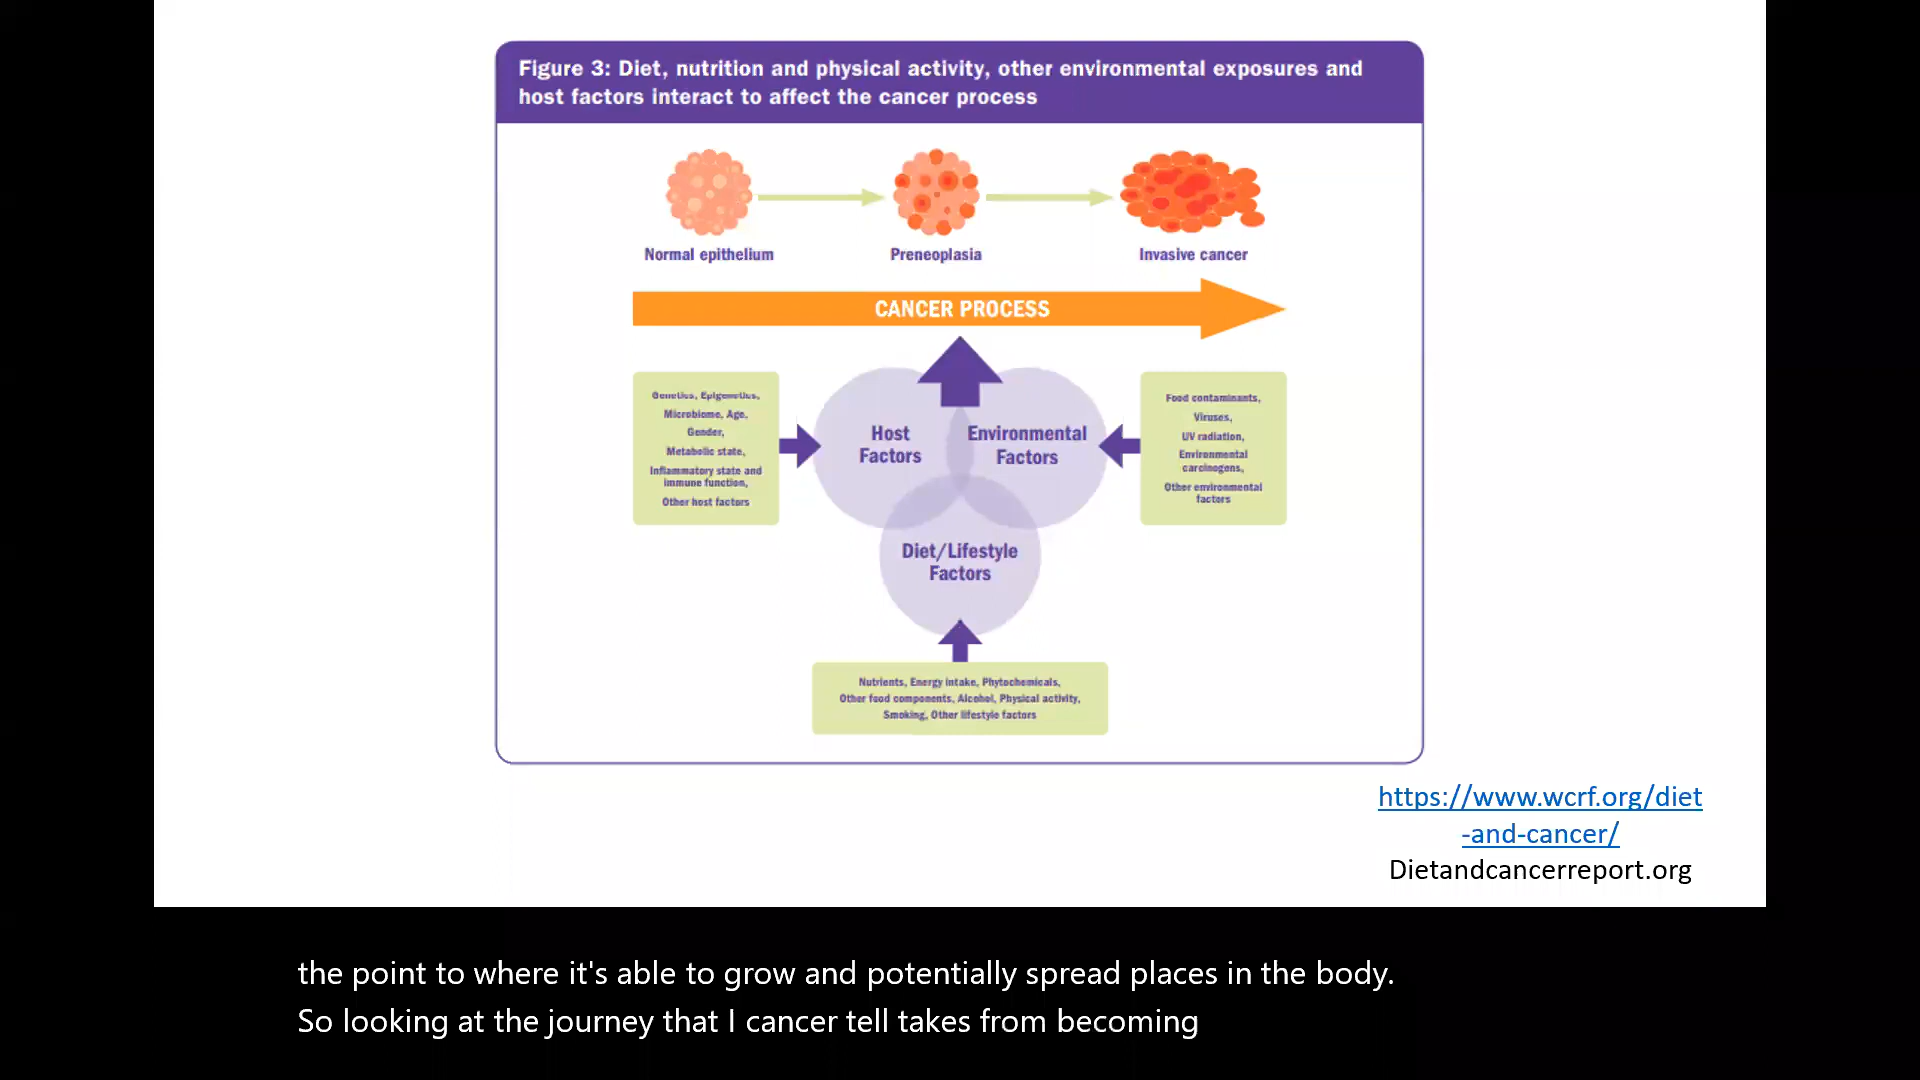 Figure 3: Diet, nutrition and physical activity, other environmental exposures and
host factors interact to affect the cancer process
Normal epithelium
Preneoplasia
Invasive cancer
CANCER PROCESS
Genetics, Epigenetics,
Microbiome, Age,
Gender,
Metabolic state,
Inflammatory state and
immune function,
Other host factors
Host
Factors
Environmental
Factors
Food contaminants,
Viruses,
UV radiation,
Environmental
carcinogens,
Other environmental
factors
Diet/Lifestyle
Factors
Nutrients, Energy intake, Phytochemicals,
Other food components, Alcohol, Physical activity,
Smoking, Other lifestyle factors
https://www.wcrf.org/diet
-and-cancer/
Dietandcancerreport.org
the point to where it's able to grow and potentially spread places in the body.
So looking at the journey that I cancer tell takes from becoming